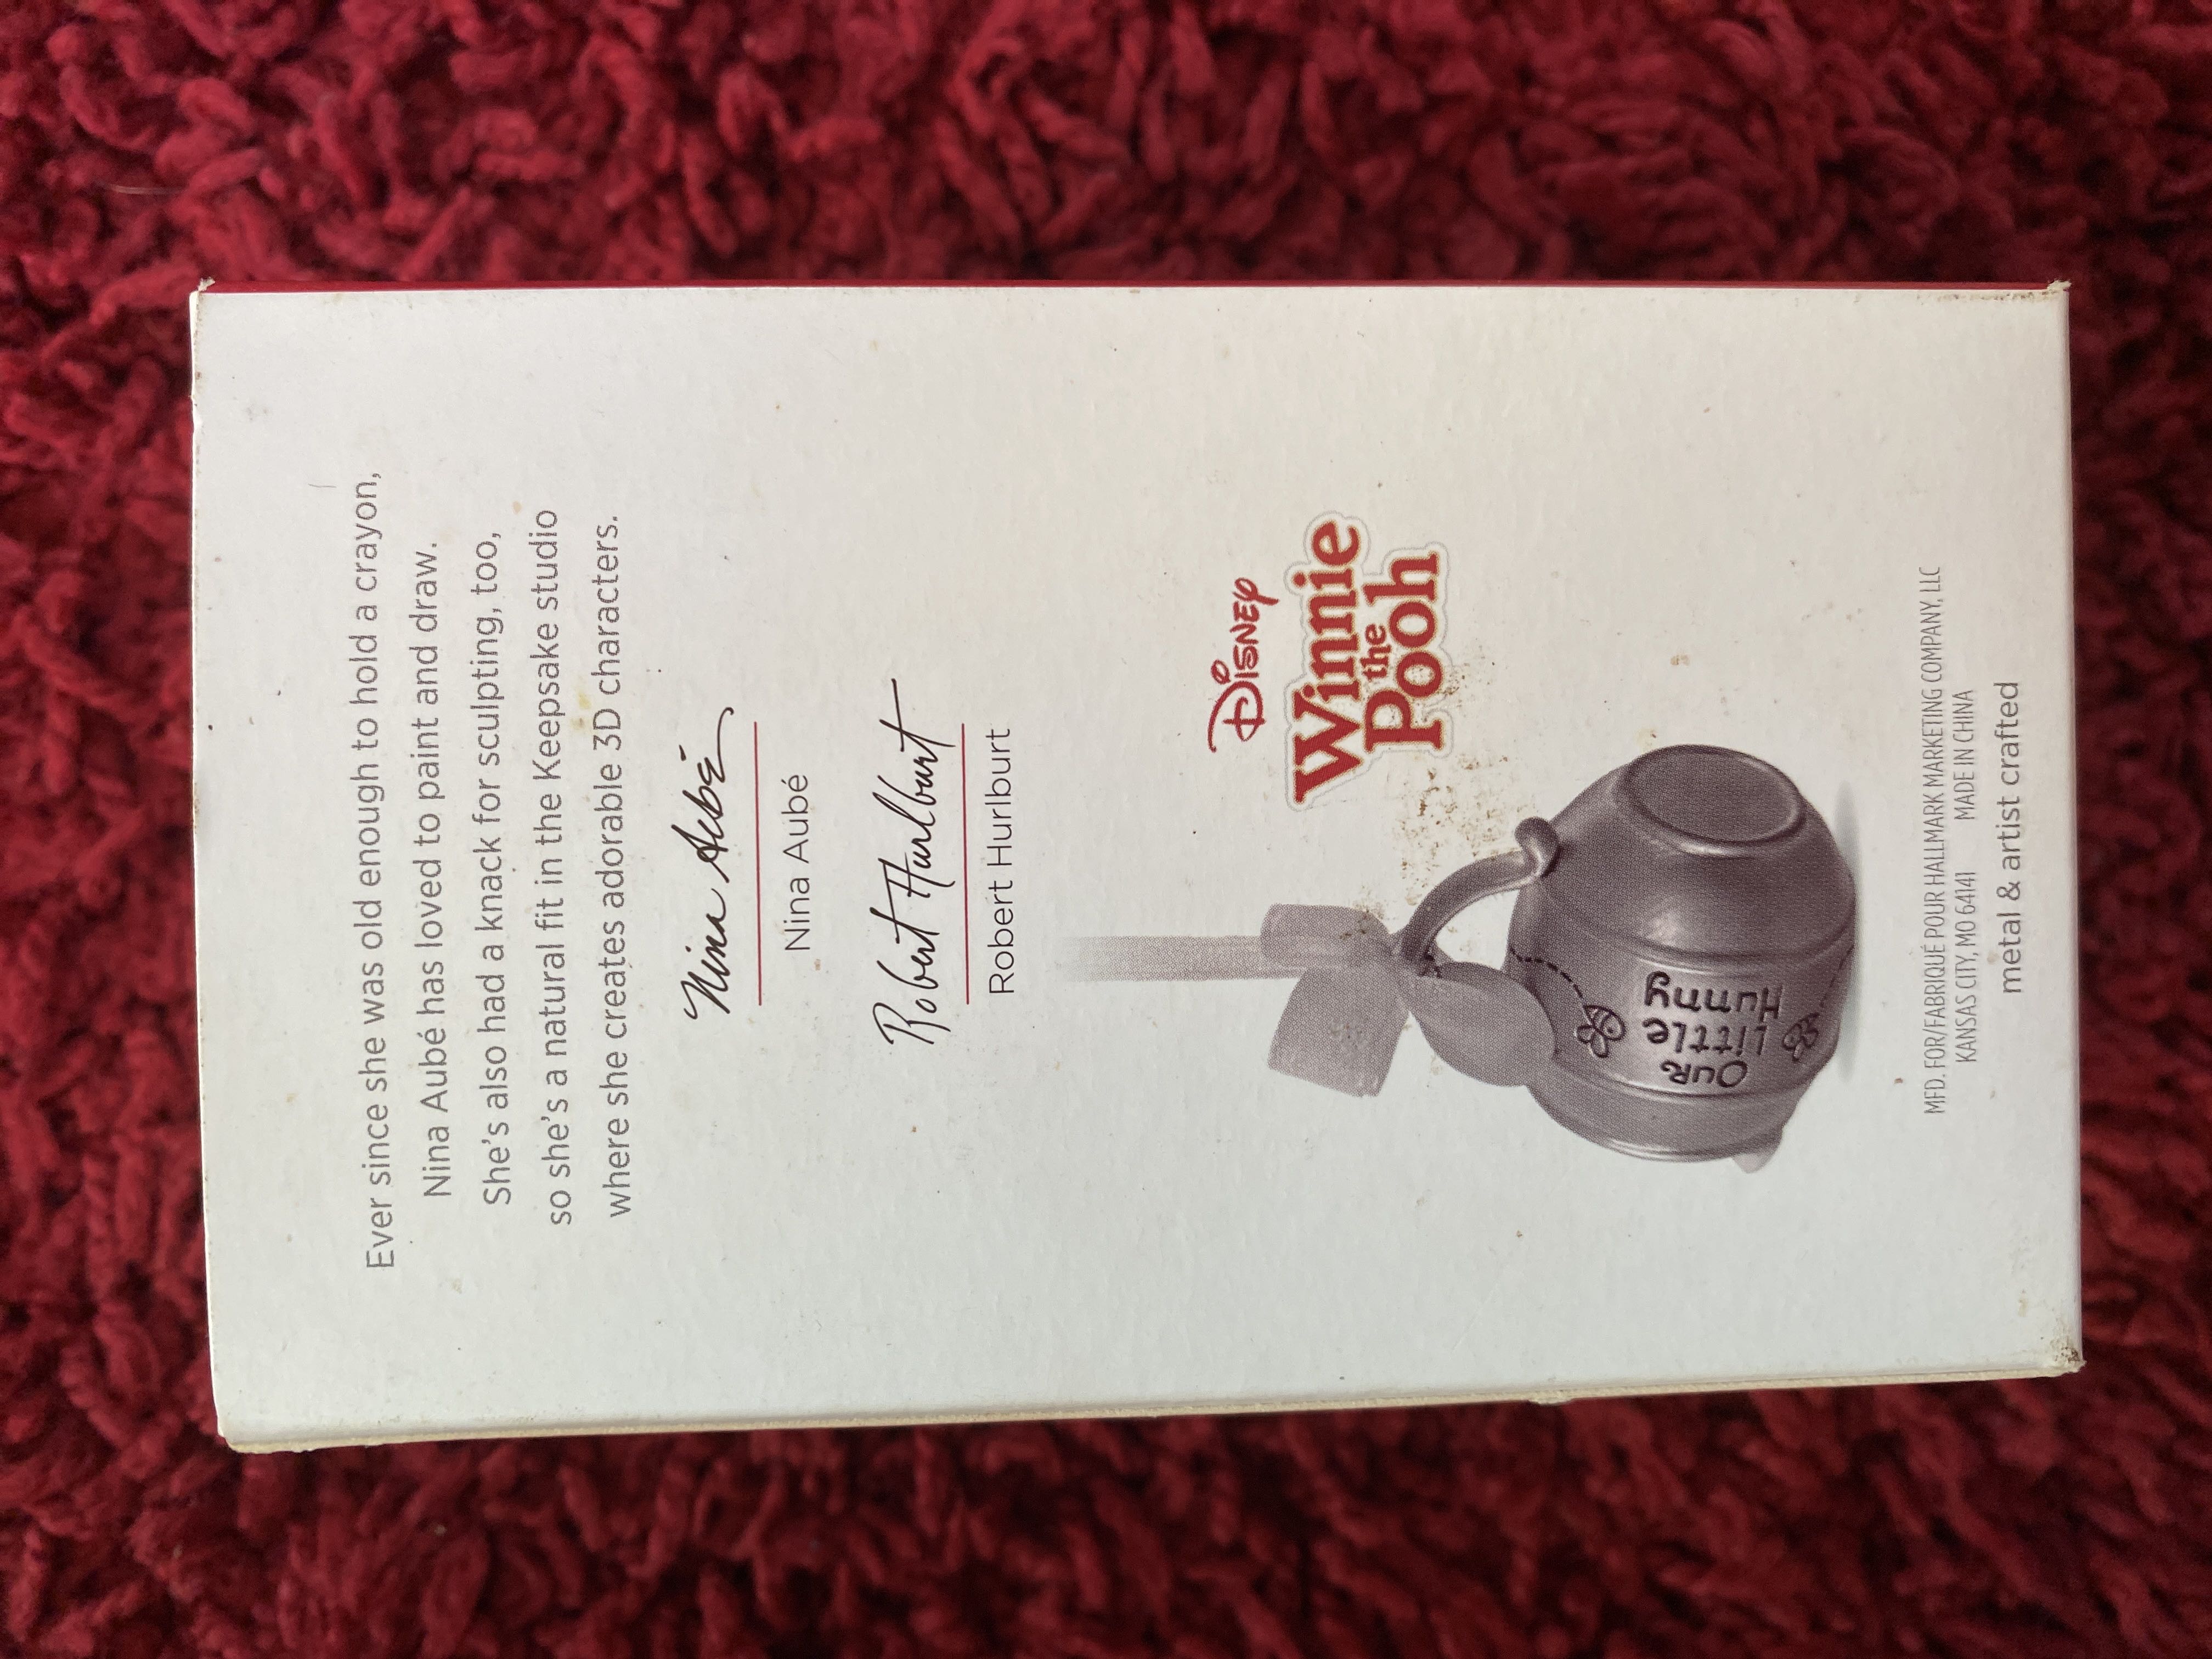 Ever since she was old enough to hold a crayon,
Nina Aubé has loved to paint and draw.
She's also had a knack for sculpting, too,
so she's a natural fit in the Keepsake studio
where she creates adorable 3D characters.
Nina Aubé
Nina Aubé
Robert Hurlburt
Robert Hurlburt
Disney
Winnie
the
Pooh
Our
Little
Hunny
MFD. FOR/FABRIQUÉ POUR HALLMARK MARKETING COMPANY, LLC
KANSAS CITY, MO 64141 MADE IN CHINA
metal & artist crafted